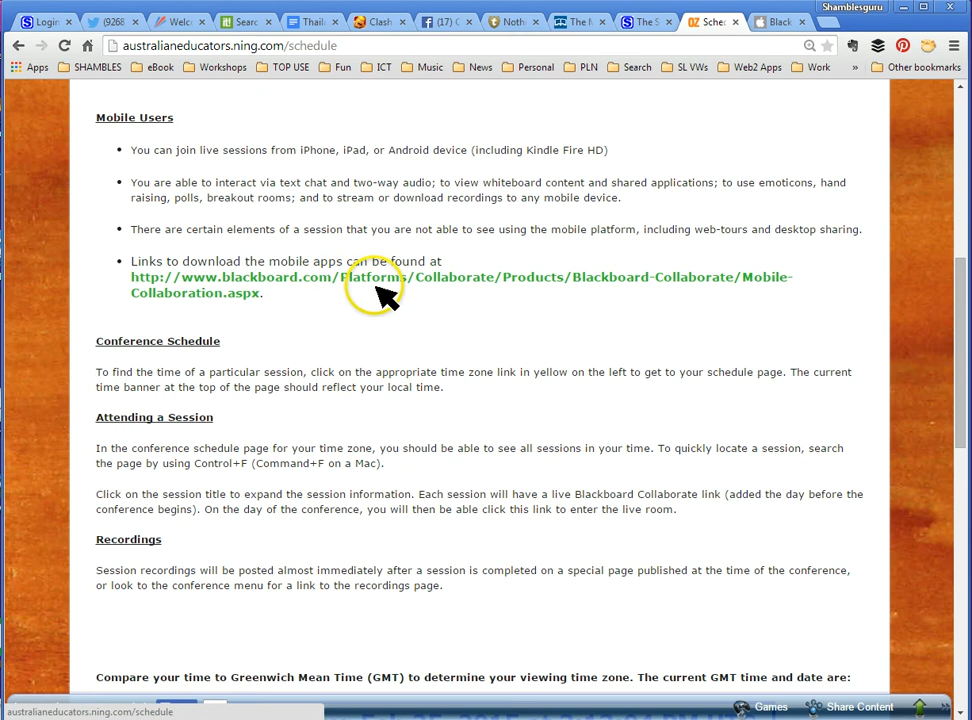 Shamblesguru
Login
(9268
Welco
Searc
Thaila
Clash
(17) C
Nothi
The N
The S
OZ Sched
Black
australianeducators.ning.com/schedule
Apps SHAMBLES eBook Workshops TOP USE Fun ICT Music News Personal PLN Search SL VWs Web2 Apps Work » Other bookmarks
Mobile Users
• You can join live sessions from iPhone, iPad, or Android device (including Kindle Fire HD)
• You are able to interact via text chat and two-way audio; to view whiteboard content and shared applications; to use emoticons, hand
raising, polls, breakout rooms; and to stream or download recordings to any mobile device.
• There are certain elements of a session that you are not able to see using the mobile platform, including web-tours and desktop sharing.
• Links to download the mobile apps can be found at
http://www.blackboard.com/Platforms/Collaborate/Products/Blackboard-Collaborate/Mobile-
Collaboration.aspx.
Conference Schedule
To find the time of a particular session, click on the appropriate time zone link in yellow on the left to get to your schedule page. The current
time banner at the top of the page should reflect your local time.
Attending a Session
In the conference schedule page for your time zone, you should be able to see all sessions in your time. To quickly locate a session, search
the page by using Control+F (Command+F on a Mac).
Click on the session title to expand the session information. Each session will have a live Blackboard Collaborate link (added the day before the
conference begins). On the day of the conference, you will then be able click this link to enter the live room.
Recordings
Session recordings will be posted almost immediately after a session is completed on a special page published at the time of the conference,
or look to the conference menu for a link to the recordings page.
Compare your time to Greenwich Mean Time (GMT) to determine your viewing time zone. The current GMT time and date are:
Games Share Content »
australianeducators.ning.com/schedule